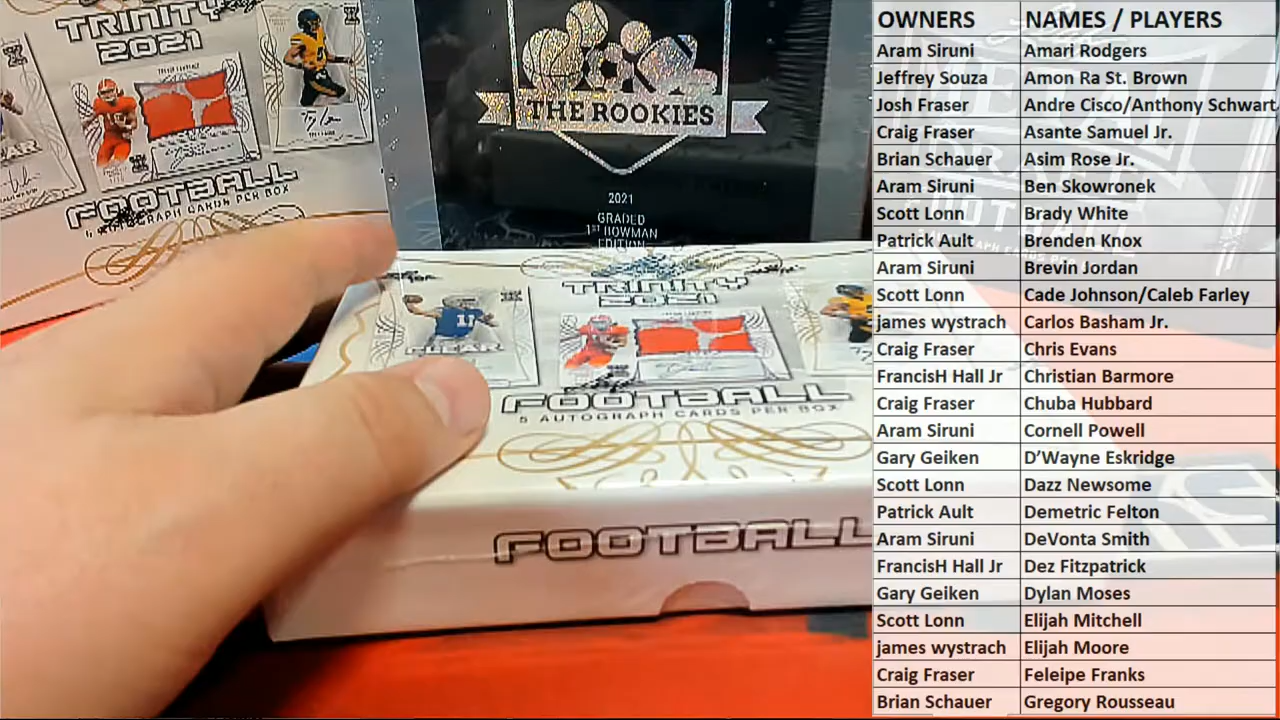 TRINITY
2021
FOOTBALL
AUTOGRAPH CARDS PER BOX
THE ROOKIES
2021
GRADED
1ST BOWMAN
EDITION
TRINITY
2021
CLEAR
FOOTBALL
5 AUTOGRAPH CARDS PER BOX
FOOTBALL
OWNERS NAMES / PLAYERS
Aram Siruni Amari Rodgers
Jeffrey Souza Amon Ra St. Brown
Josh Fraser Andre Cisco/Anthony Schwart
Craig Fraser Asante Samuel Jr.
Brian Schauer Asim Rose Jr.
Aram Siruni Ben Skowronek
Scott Lonn Brady White
Patrick Ault Brenden Knox
Aram Siruni Brevin Jordan
Scott Lonn Cade Johnson/Caleb Farley
james wystrach Carlos Basham Jr.
Craig Fraser Chris Evans
FrancisH Hall Jr Christian Barmore
Craig Fraser Chuba Hubbard
Aram Siruni Cornell Powell
Gary Geiken D’Wayne Eskridge
Scott Lonn Dazz Newsome
Patrick Ault Demetric Felton
Aram Siruni DeVonta Smith
FrancisH Hall Jr Dez Fitzpatrick
Gary Geiken Dylan Moses
Scott Lonn Elijah Mitchell
james wystrach Elijah Moore
Craig Fraser Feleipe Franks
Brian Schauer Gregory Rousseau